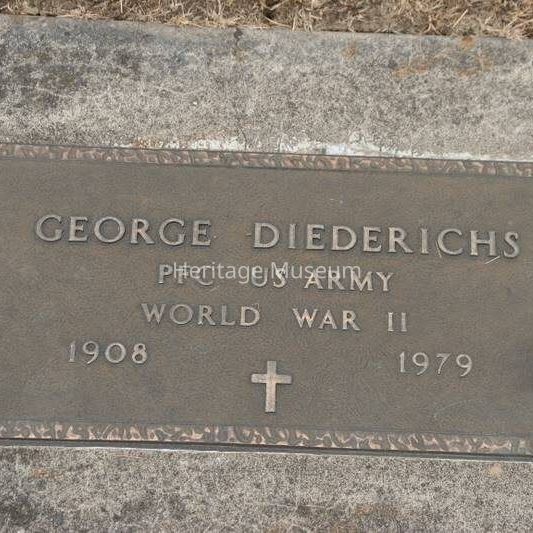 GEORGE DIEDERICHS
PFC US ARMY
Heritage Museum
WORLD WAR II
1908 1979